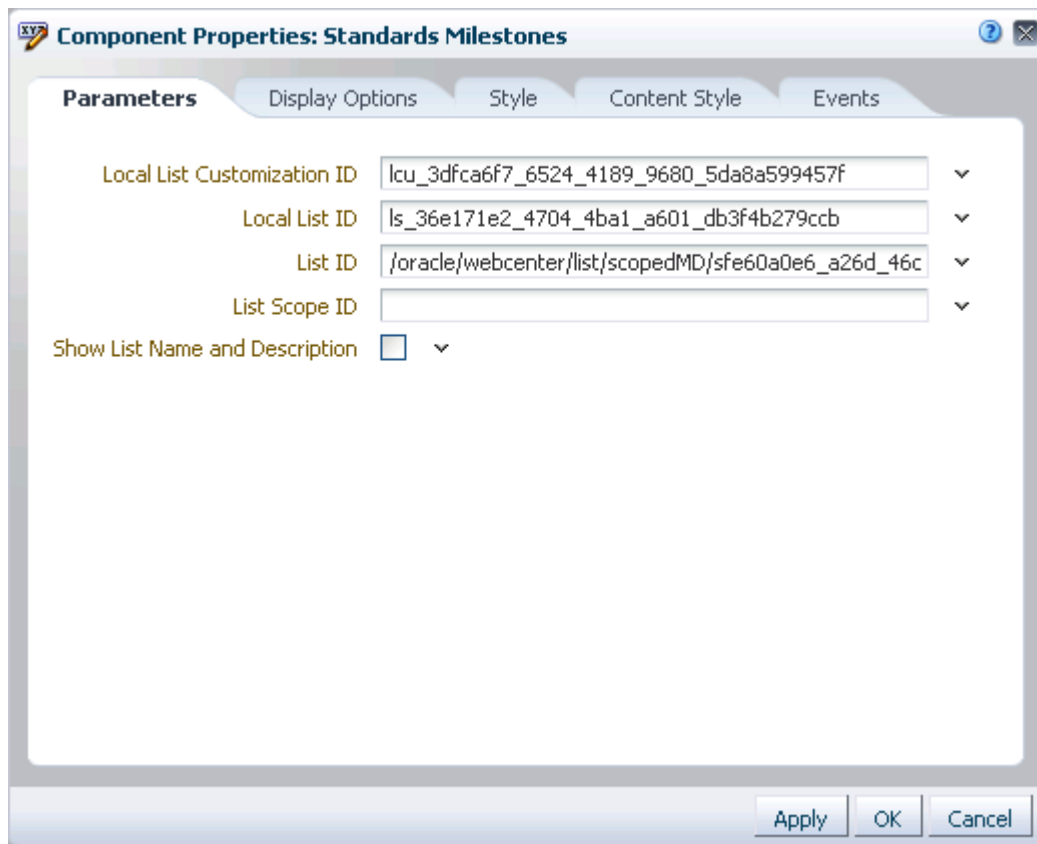 Component Properties: Standards Milestones
Parameters Display Options Style Content Style Events
Local List Customization ID lcu_3dfca6f7_6524_4189_9680_5da8a599457f
Local List ID ls_36e171e2_4704_4ba1_a601_db3f4b279ccb
List ID /oracle/webcenter/list/scopedMD/sfe60a0e6_a26d_46c
List Scope ID
Show List Name and Description
Apply OK Cancel